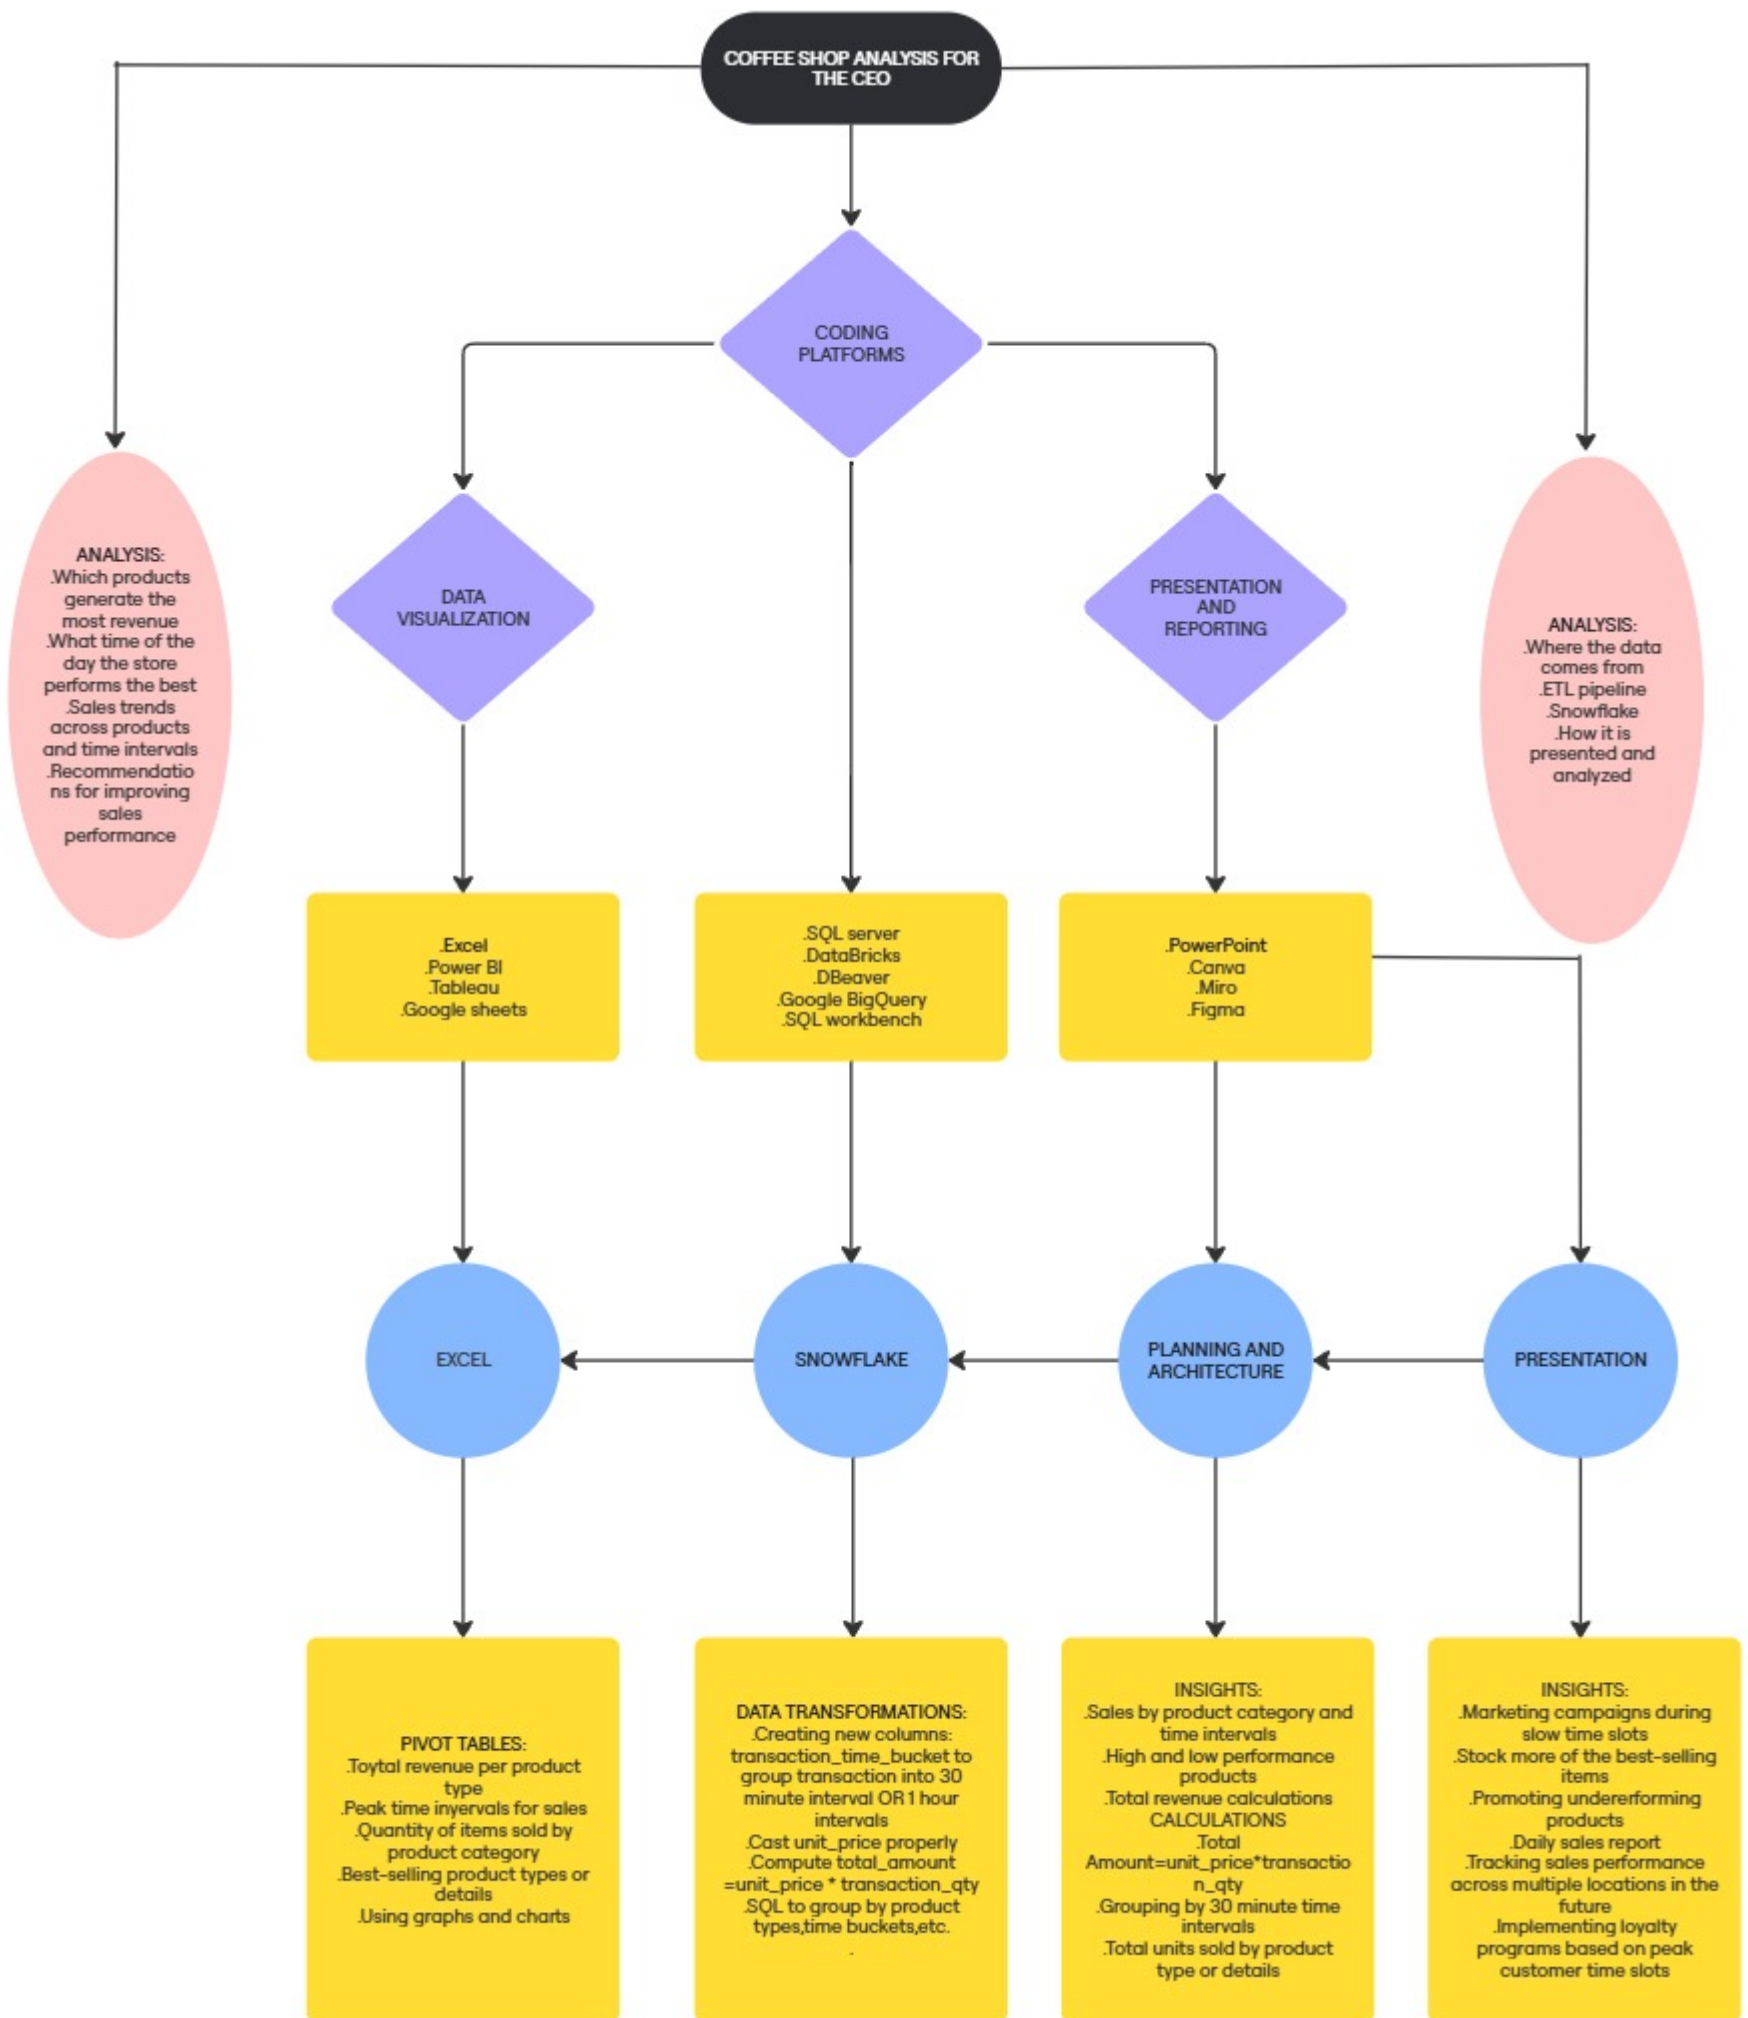 COFFEE SHOP ANALYSIS FOR
THE CEO
CODING
PLATFORMS
DATA
VISUALIZATION
PRESENTATION
AND
REPORTING
ANALYSIS:
.Which products
generate the
most revenue
.What time of the
day the store
performs the best
.Sales trends
across products
and time intervals
.Recommendatio
ns for improving
sales
performance
ANALYSIS:
.Where the data
comes from
.ETL pipeline
.Snowflake
.How it is
presented and
analyzed
.Excel
.Power BI
.Tableau
.Google sheets
.SQL server
.DataBricks
.DBeaver
.Google BigQuery
.SQL workbench
.PowerPoint
.Canva
.Miro
.Figma
EXCEL
SNOWFLAKE
PLANNING AND
ARCHITECTURE
PRESENTATION
PIVOT TABLES:
.Toytal revenue per product
type
.Peak time inyervals for sales
.Quantity of items sold by
product category
.Best-selling product types or
details
.Using graphs and charts
DATA TRANSFORMATIONS:
.Creating new columns:
transaction_time_bucket to
group transaction into 30
minute interval OR 1 hour
intervals
.Cast unit_price properly
.Compute total_amount
=unit_price * transaction_qty
.SQL to group by product
types,time buckets,etc.
.
INSIGHTS:
.Sales by product category and
time intervals
.High and low performance
products
.Total revenue calculations
CALCULATIONS
.Total
Amount=unit_price*transactio
n_qty
.Grouping by 30 minute time
intervals
.Total units sold by product
type or details
INSIGHTS:
.Marketing campaigns during
slow time slots
.Stock more of the best-selling
items
.Promoting undererforming
products
.Daily sales report
.Tracking sales performance
across multiple locations in the
future
.Implementing loyalty
programs based on peak
customer time slots